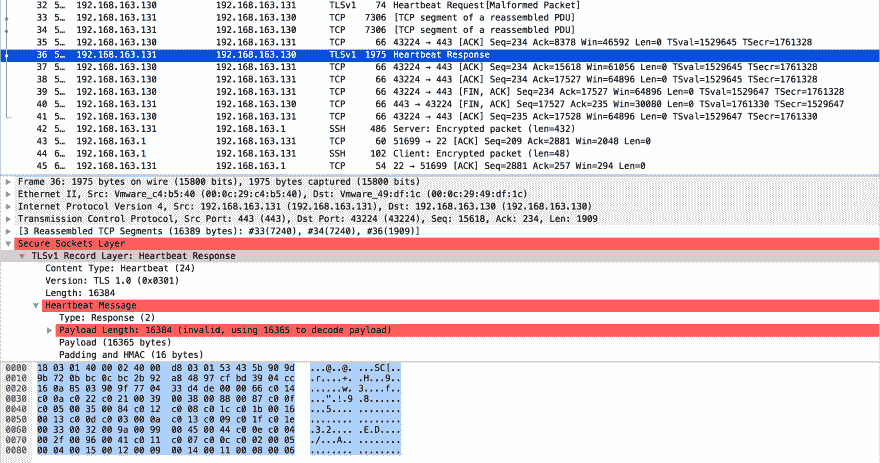 32 5… 192.168.163.130 192.168.163.131 TLSv1 74 Heartbeat Request[Malformed Packet]
33 5… 192.168.163.131 192.168.163.130 TCP 7306 [TCP segment of a reassembled PDU]
34 5… 192.168.163.131 192.168.163.130 TCP 7306 [TCP segment of a reassembled PDU]
35 5… 192.168.163.130 192.168.163.131 TCP 66 43224 → 443 [ACK] Seq=234 Ack=8378 Win=46592 Len=0 TSval=1529645 TSecr=1761328
36 5… 192.168.163.131 192.168.163.130 TLSv1 1975 Heartbeat Response
37 5… 192.168.163.130 192.168.163.131 TCP 66 43224 → 443 [ACK] Seq=234 Ack=15618 Win=61056 Len=0 TSval=1529645 TSecr=1761328
38 5… 192.168.163.130 192.168.163.131 TCP 66 43224 → 443 [ACK] Seq=234 Ack=17527 Win=64896 Len=0 TSval=1529645 TSecr=1761328
39 5… 192.168.163.130 192.168.163.131 TCP 66 43224 → 443 [FIN, ACK] Seq=234 Ack=17527 Win=64896 Len=0 TSval=1529647 TSecr=1761328
40 5… 192.168.163.131 192.168.163.130 TCP 66 443 → 43224 [FIN, ACK] Seq=17527 Ack=235 Win=30080 Len=0 TSval=1761330 TSecr=1529647
41 5… 192.168.163.130 192.168.163.131 TCP 66 43224 → 443 [ACK] Seq=235 Ack=17528 Win=64896 Len=0 TSval=1529647 TSecr=1761330
42 5… 192.168.163.131 192.168.163.1 SSH 486 Server: Encrypted packet (len=432)
43 5… 192.168.163.1 192.168.163.131 TCP 60 51699 → 22 [ACK] Seq=209 Ack=2881 Win=2048 Len=0
44 5… 192.168.163.1 192.168.163.131 SSH 102 Client: Encrypted packet (len=48)
45 5… 192.168.163.131 192.168.163.1 TCP 54 22 → 51699 [ACK] Seq=2881 Ack=257 Win=294 Len=0
Frame 36: 1975 bytes on wire (15800 bits), 1975 bytes captured (15800 bits)
Ethernet II, Src: Vmware_c4:b5:40 (00:0c:29:c4:b5:40), Dst: Vmware_49:df:1c (00:0c:29:49:df:1c)
Internet Protocol Version 4, Src: 192.168.163.131 (192.168.163.131), Dst: 192.168.163.130 (192.168.163.130)
Transmission Control Protocol, Src Port: 443 (443), Dst Port: 43224 (43224), Seq: 15618, Ack: 234, Len: 1909
[3 Reassembled TCP Segments (16389 bytes): #33(7240), #34(7240), #36(1909)]
Secure Sockets Layer
TLSv1 Record Layer: Heartbeat Response
Content Type: Heartbeat (24)
Version: TLS 1.0 (0x0301)
Length: 16384
Heartbeat Message
Type: Response (2)
Payload Length: 16384 (invalid, using 16365 to decode payload)
Payload (16365 bytes)
Padding and HMAC (16 bytes)
0000 18 03 01 40 00 02 40 00 d8 03 01 53 43 5b 90 9d ...@..@. ...SC[..
0010 9b 72 0b bc 0c bc 2b 92 a8 48 97 cf bd 39 04 cc .r....+. .H...9..
0020 16 0a 85 03 90 9f 77 04 33 d4 de 00 00 66 c0 14 ......w. 3....f..
0030 c0 0a c0 22 c0 21 00 39 00 38 00 88 00 87 c0 0f ...".!.9 .8......
0040 c0 05 00 35 00 84 c0 12 c0 08 c0 1c c0 1b 00 16 ...5.... ........
0050 00 13 c0 0d c0 03 00 0a c0 13 c0 09 c0 1f c0 1e ........ ........
0060 00 33 00 32 00 9a 00 99 00 45 00 44 c0 0e c0 04 .3.2.... .E.D....
0070 00 2f 00 96 00 41 c0 11 c0 07 c0 0c c0 02 00 05 ./...A.. ........
0080 00 04 00 15 00 12 00 09 00 14 00 11 00 08 00 06 ........ ........